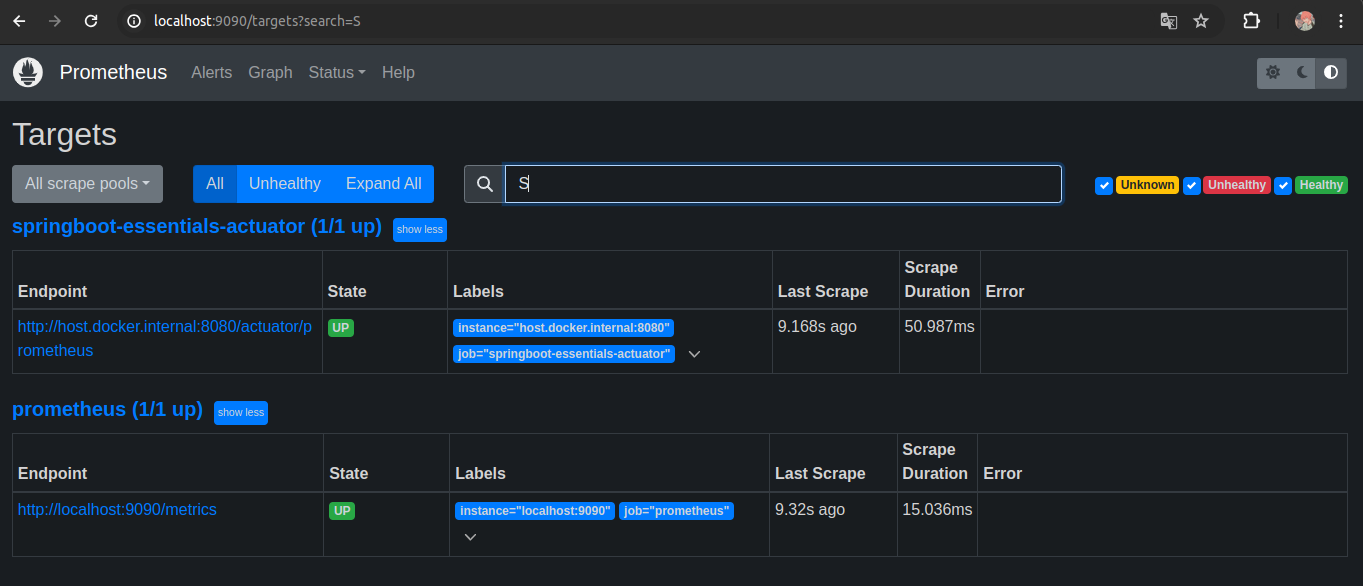 localhost:9090/targets?search=S
Prometheus Alerts Graph Status Help
Targets
All scrape pools All Unhealthy Expand All S Unknown Unhealthy Healthy
springboot-essentials-actuator (1/1 up) show less
Endpoint State Labels Last Scrape Scrape Duration Error
http://host.docker.internal:8080/actuator/prometheus UP instance="host.docker.internal:8080" 9.168s ago 50.987ms
job="springboot-essentials-actuator"
prometheus (1/1 up) show less
Endpoint State Labels Last Scrape Scrape Duration Error
http://localhost:9090/metrics UP instance="localhost:9090" job="prometheus" 9.32s ago 15.036ms